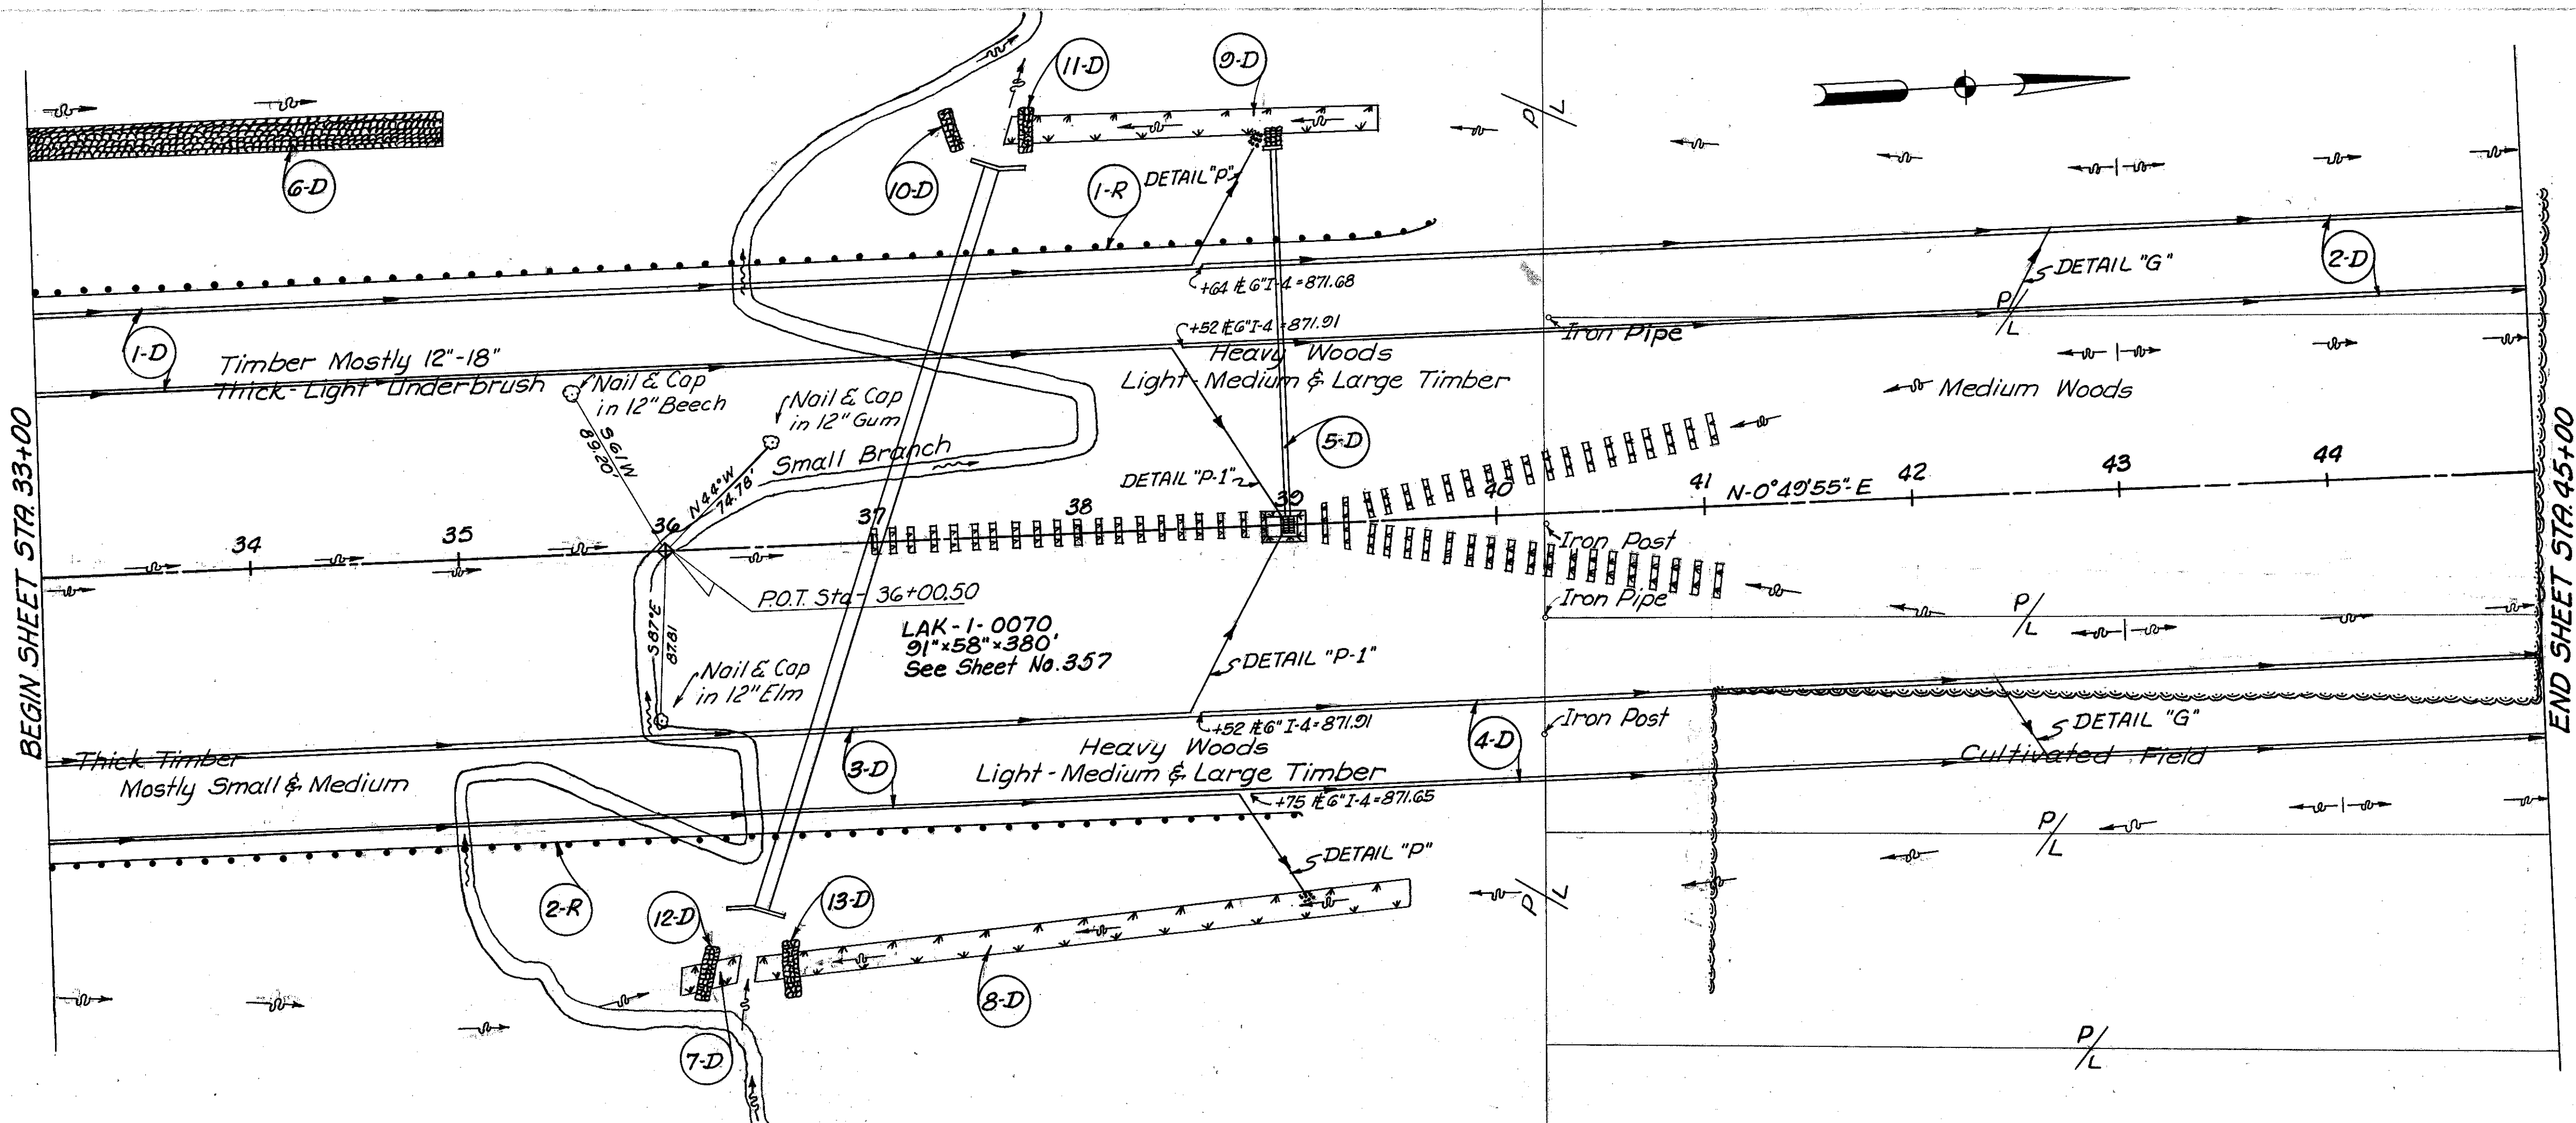 BEGIN SHEET STA. 33+00
6-D
10-D
11-D
9-D
1-R
DETAIL "P"
P/L
1-D
Timber Mostly 12"-18"
Thick-Light Underbrush
Nail & Cap
in 12" Beech
Nail & Cap
in 12" Gum
S 61 W
89.20'
N 44° W
74.78'
Small Branch
+64 ℄ 6" I-4 = 871.68
+52 ℄ 6" I-4 = 871.91
Heavy Woods
Light-Medium & Large Timber
DETAIL "P-1"
5-D
Iron Pipe
DETAIL "G"
P/L
2-D
Medium Woods
34
35
36
37
38
39
40
41
N-0°49'55"-E
42
43
44
P.O.T. Sta- 36+00.50
LAK-1-0070
91"x58"x380'
See Sheet No. 357
S 87° E
87.81
Nail & Cap
in 12" Elm
DETAIL "P-1"
Iron Post
Iron Pipe
P/L
Iron Post
+52 ℄ 6" I-4 = 871.91
DETAIL "G"
Cultivated Field
Thick Timber
Mostly Small & Medium
3-D
Heavy Woods
Light-Medium & Large Timber
4-D
+75 ℄ 6" I-4 = 871.65
DETAIL "P"
P/L
P/L
2-R
12-D
13-D
8-D
7-D
P/L
END SHEET STA. 45+00